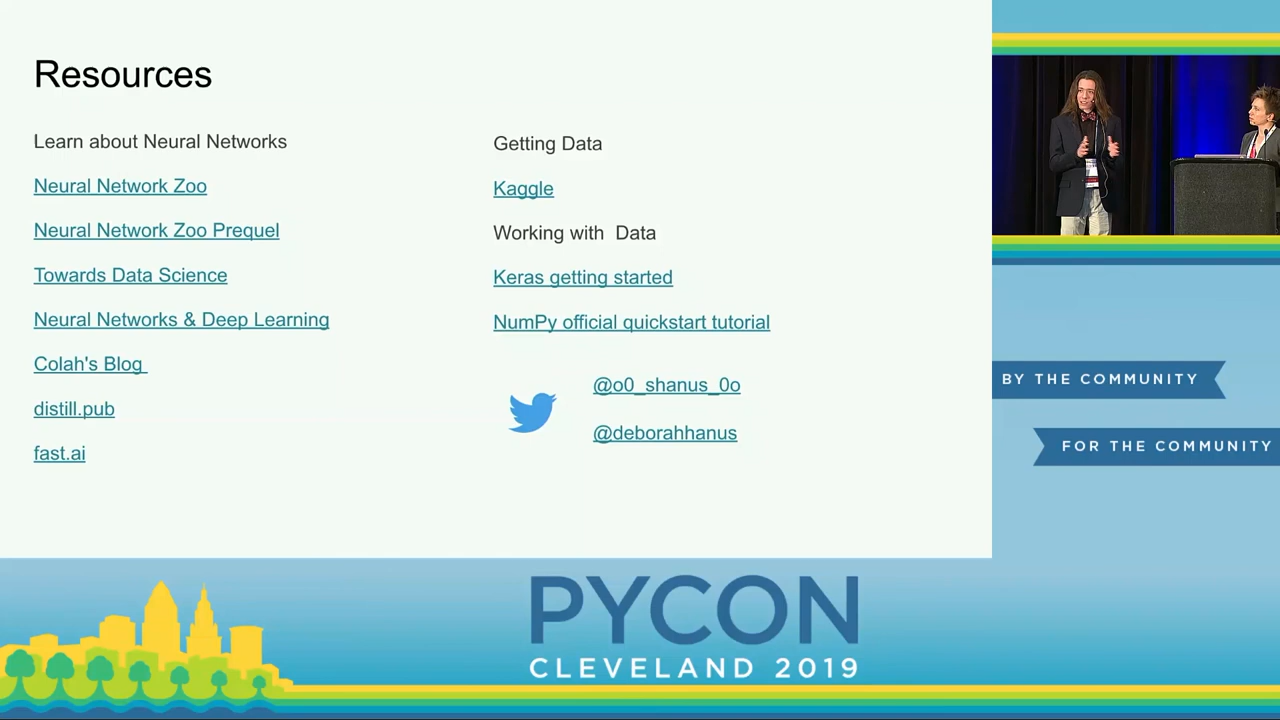 Resources
Learn about Neural Networks
Neural Network Zoo
Neural Network Zoo Prequel
Towards Data Science
Neural Networks & Deep Learning
Colah's Blog
distill.pub
fast.ai
Getting Data
Kaggle
Working with  Data
Keras getting started
NumPy official quickstart tutorial
@o0_shanus_0o
@deborahhanus
BY THE COMMUNITY
FOR THE COMMUNITY
PYCON
CLEVELAND 2019